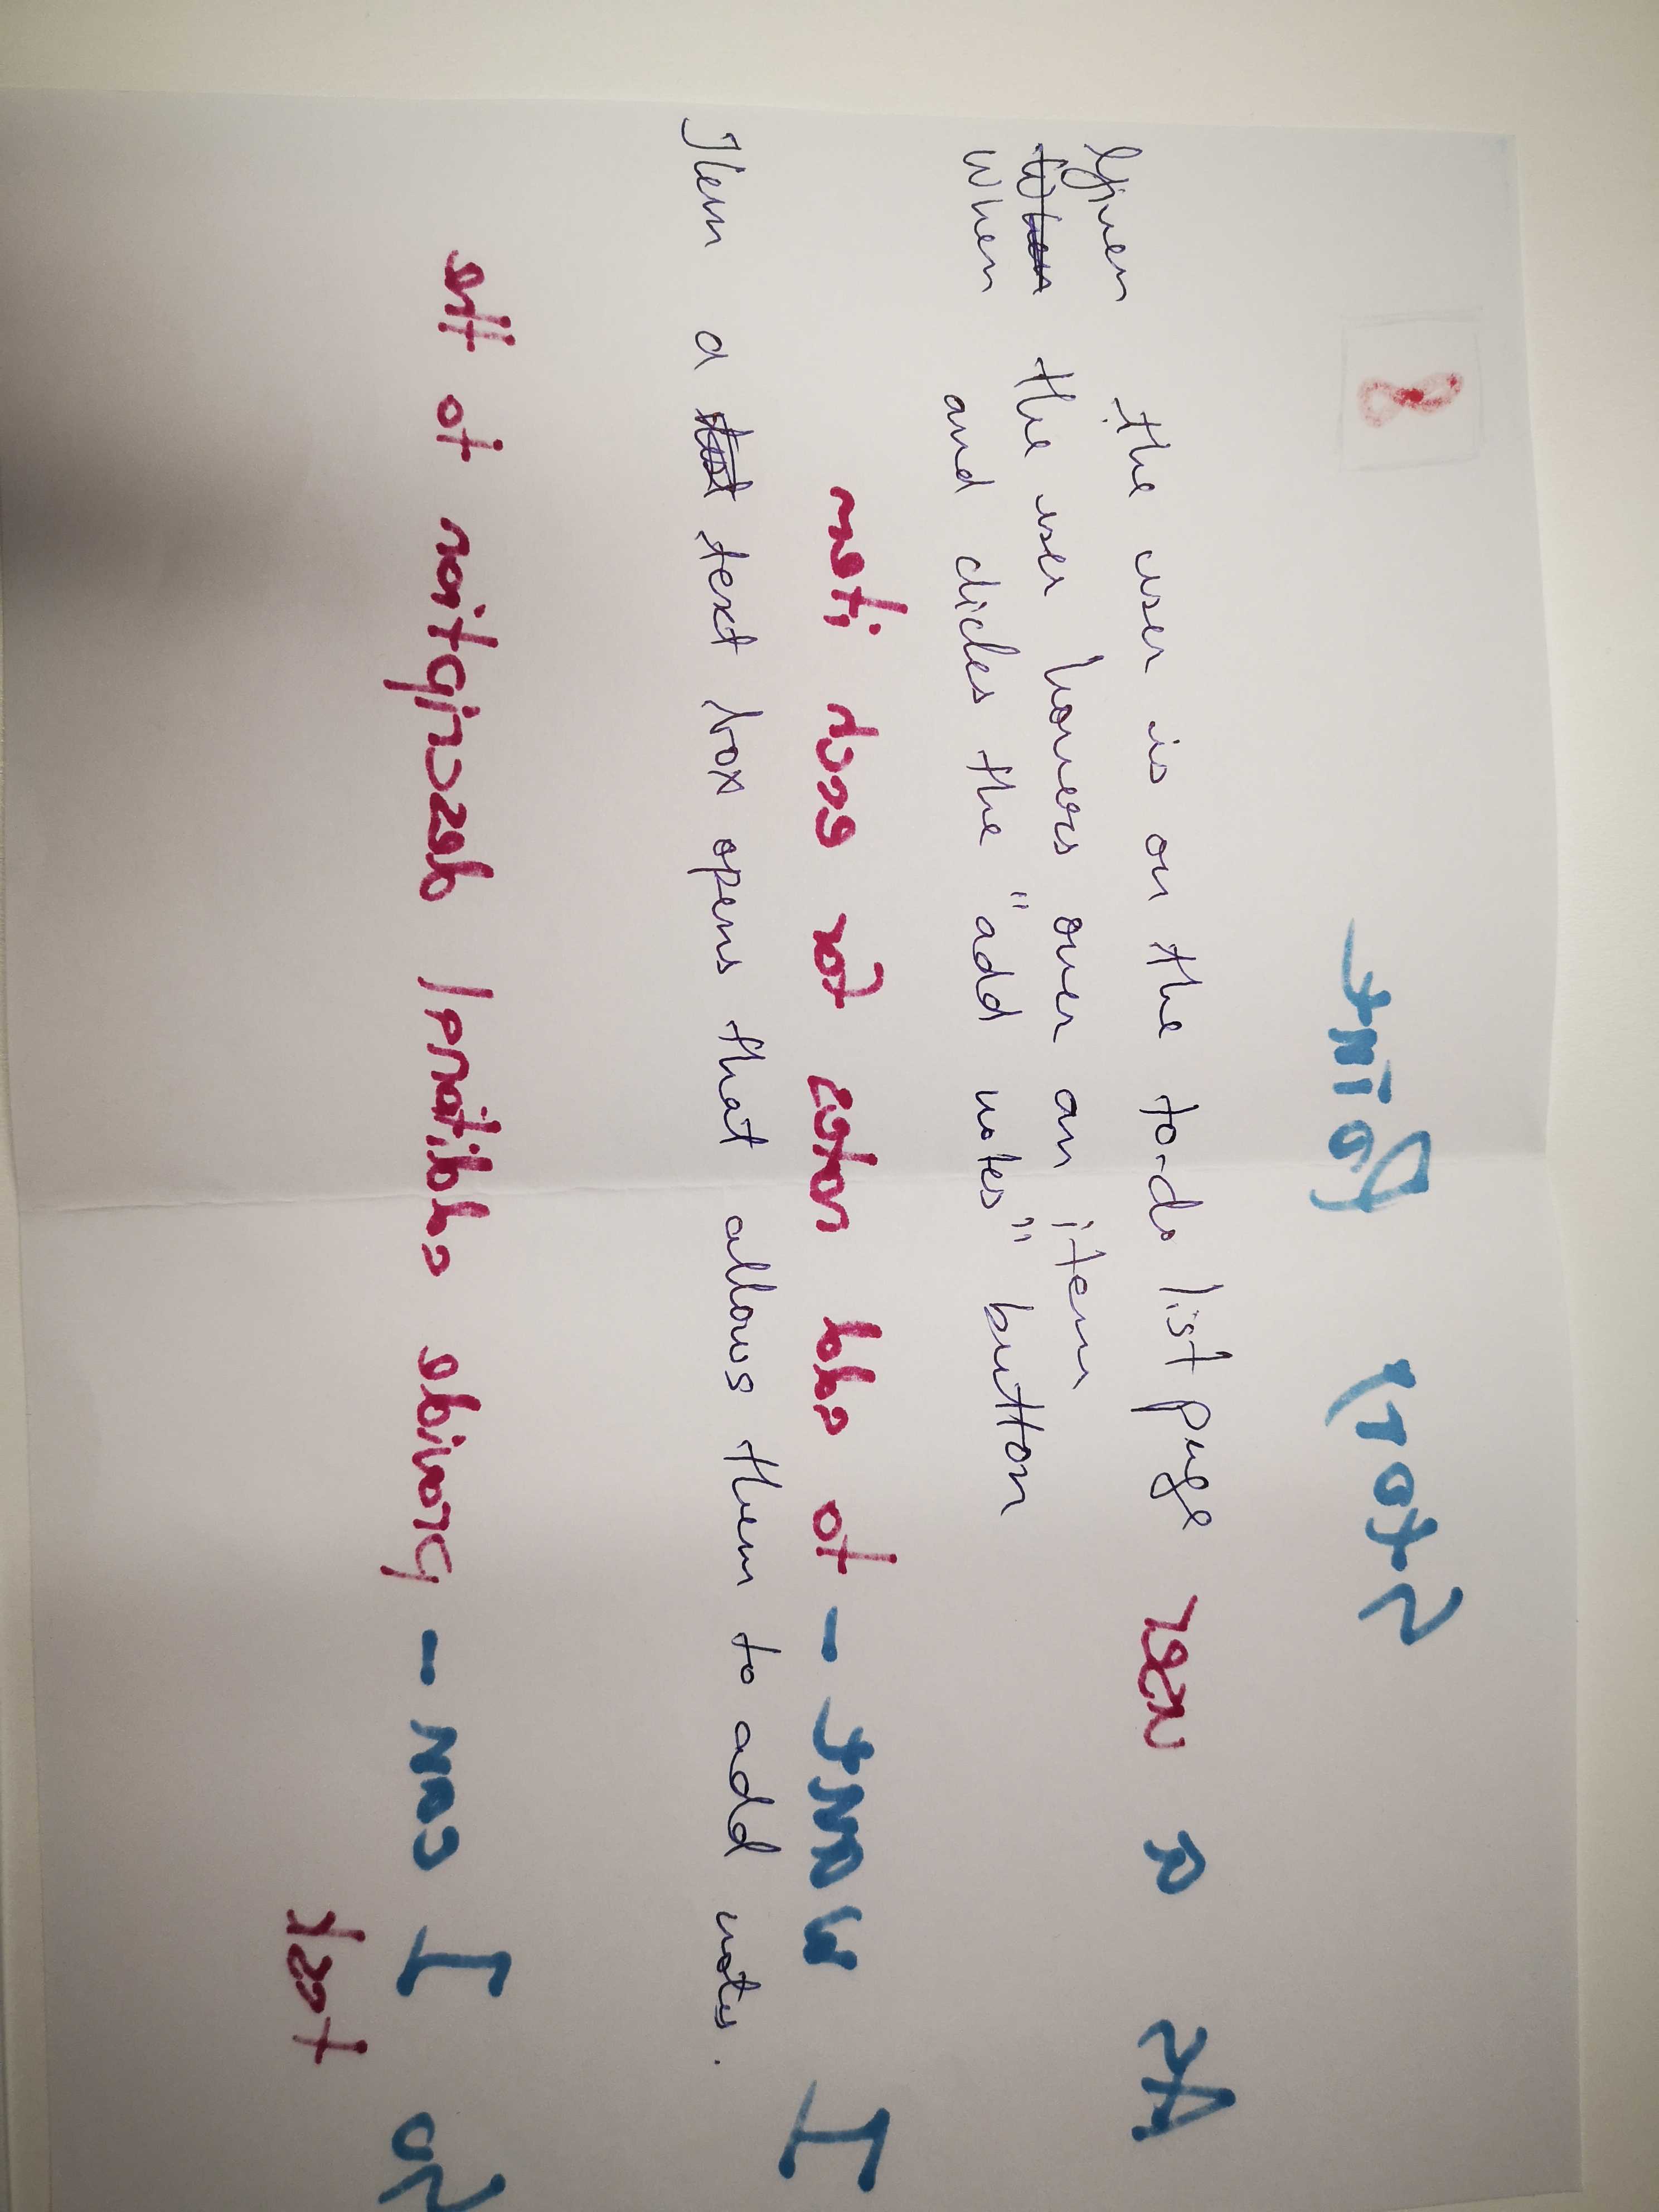 8
Story Point
Given the user is on the to-do list page
As a user
When the user hovers over an item
When and clicks the "add notes" button
I want - to add notes for each item
Then a text text box opens that allows them to add notes.
So I can - provide additional description to the
task